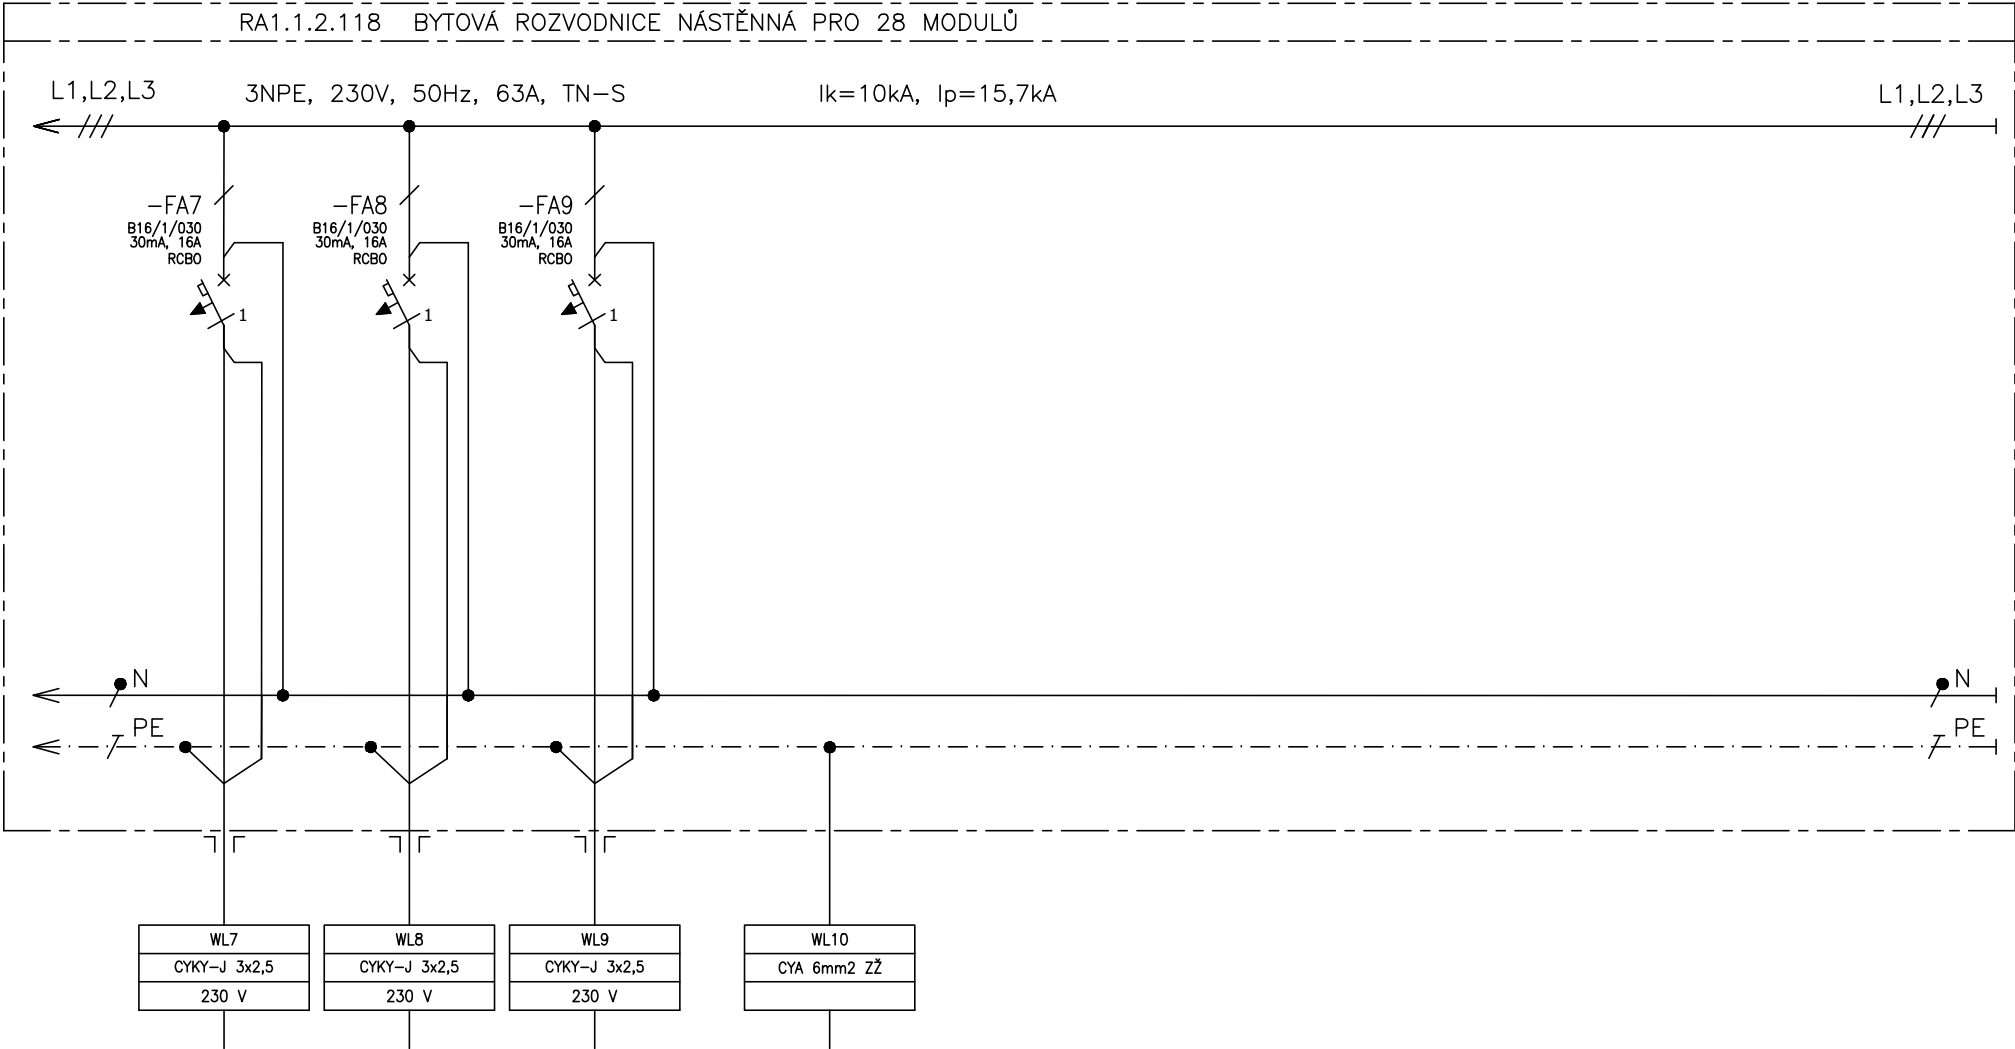 RA1.1.2.118 BYTOVÁ ROZVODNICE NÁSTĚNNÁ PRO 28 MODULŮ
L1,L2,L3
3NPE, 230V, 50Hz, 63A, TN-S
Ik=10kA, Ip=15,7kA
L1,L2,L3
-FA7
B16/1/030
30mA, 16A
RCBO
1
-FA8
B16/1/030
30mA, 16A
RCBO
1
-FA9
B16/1/030
30mA, 16A
RCBO
1
N
N
PE
PE
WL7
CYKY-J 3x2,5
230 V
WL8
CYKY-J 3x2,5
230 V
WL9
CYKY-J 3x2,5
230 V
WL10
CYA 6mm2 ZŽ